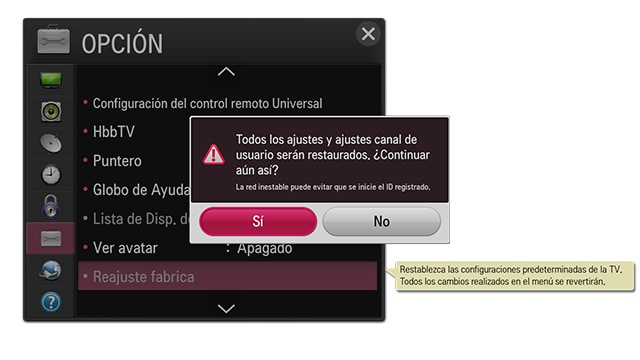 OPCIÓN
• Configuración del control remoto Universal
• HbbTV
• Puntero
• Globo de Ayuda
• Lista de Disp. d
• Ver avatar : Apagado
• Reajuste fabrica
Todos los ajustes y ajustes canal de
usuario serán restaurados. ¿Continuar
aún así?
La red inestable puede evitar que se inicie el ID registrado.
Sí No
Restablezca las configuraciones predeterminadas de la TV.
Todos los cambios realizados en el menú se revertirán.